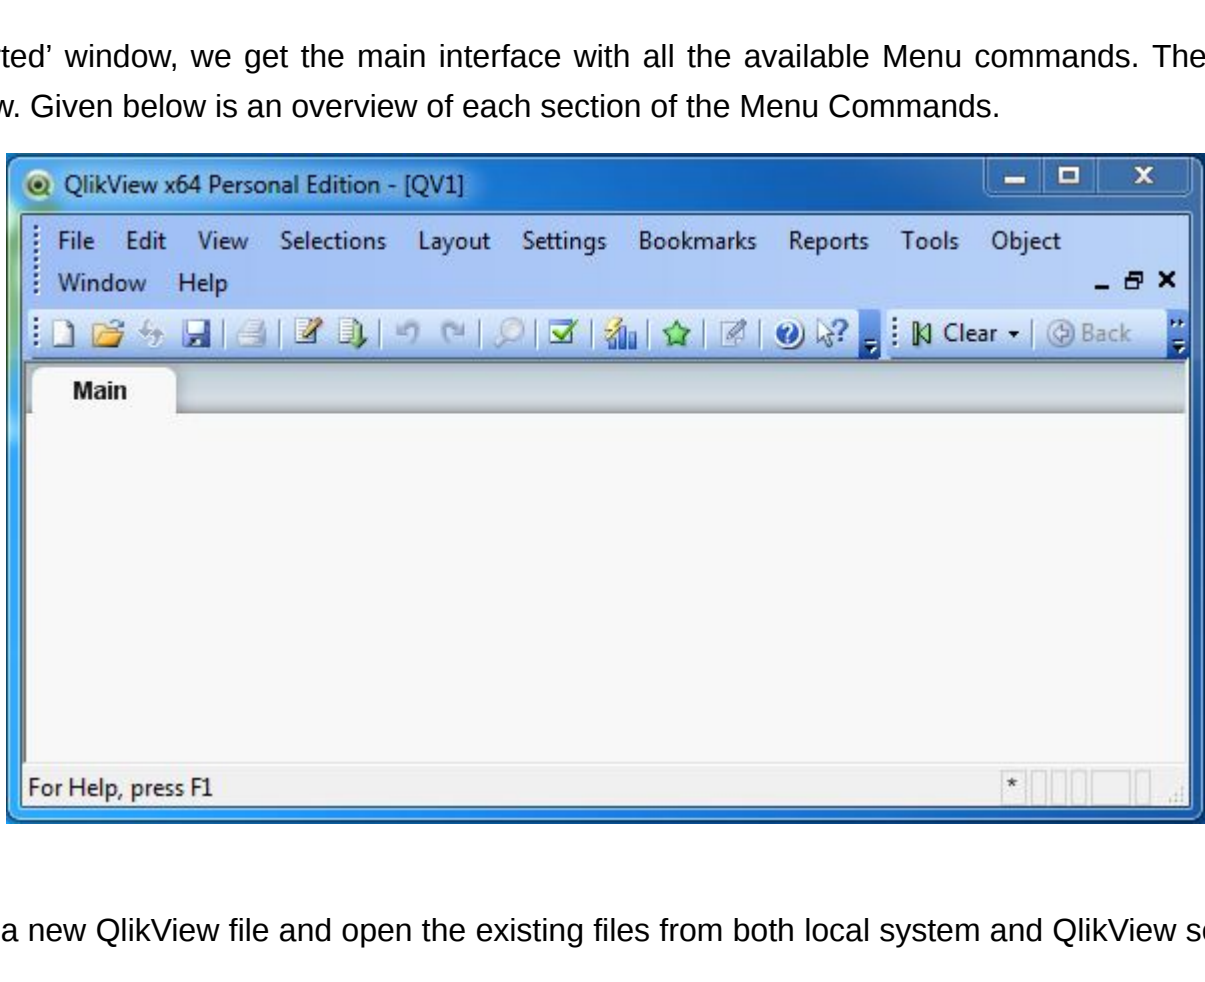 ted’ window, we get the main interface with all the available Menu commands. The
w. Given below is an overview of each section of the Menu Commands.
QlikView x64 Personal Edition - [QV1]
File Edit View Selections Layout Settings Bookmarks Reports Tools Object
Window Help
Clear Back
Main
For Help, press F1
*
a new QlikView file and open the existing files from both local system and QlikView s